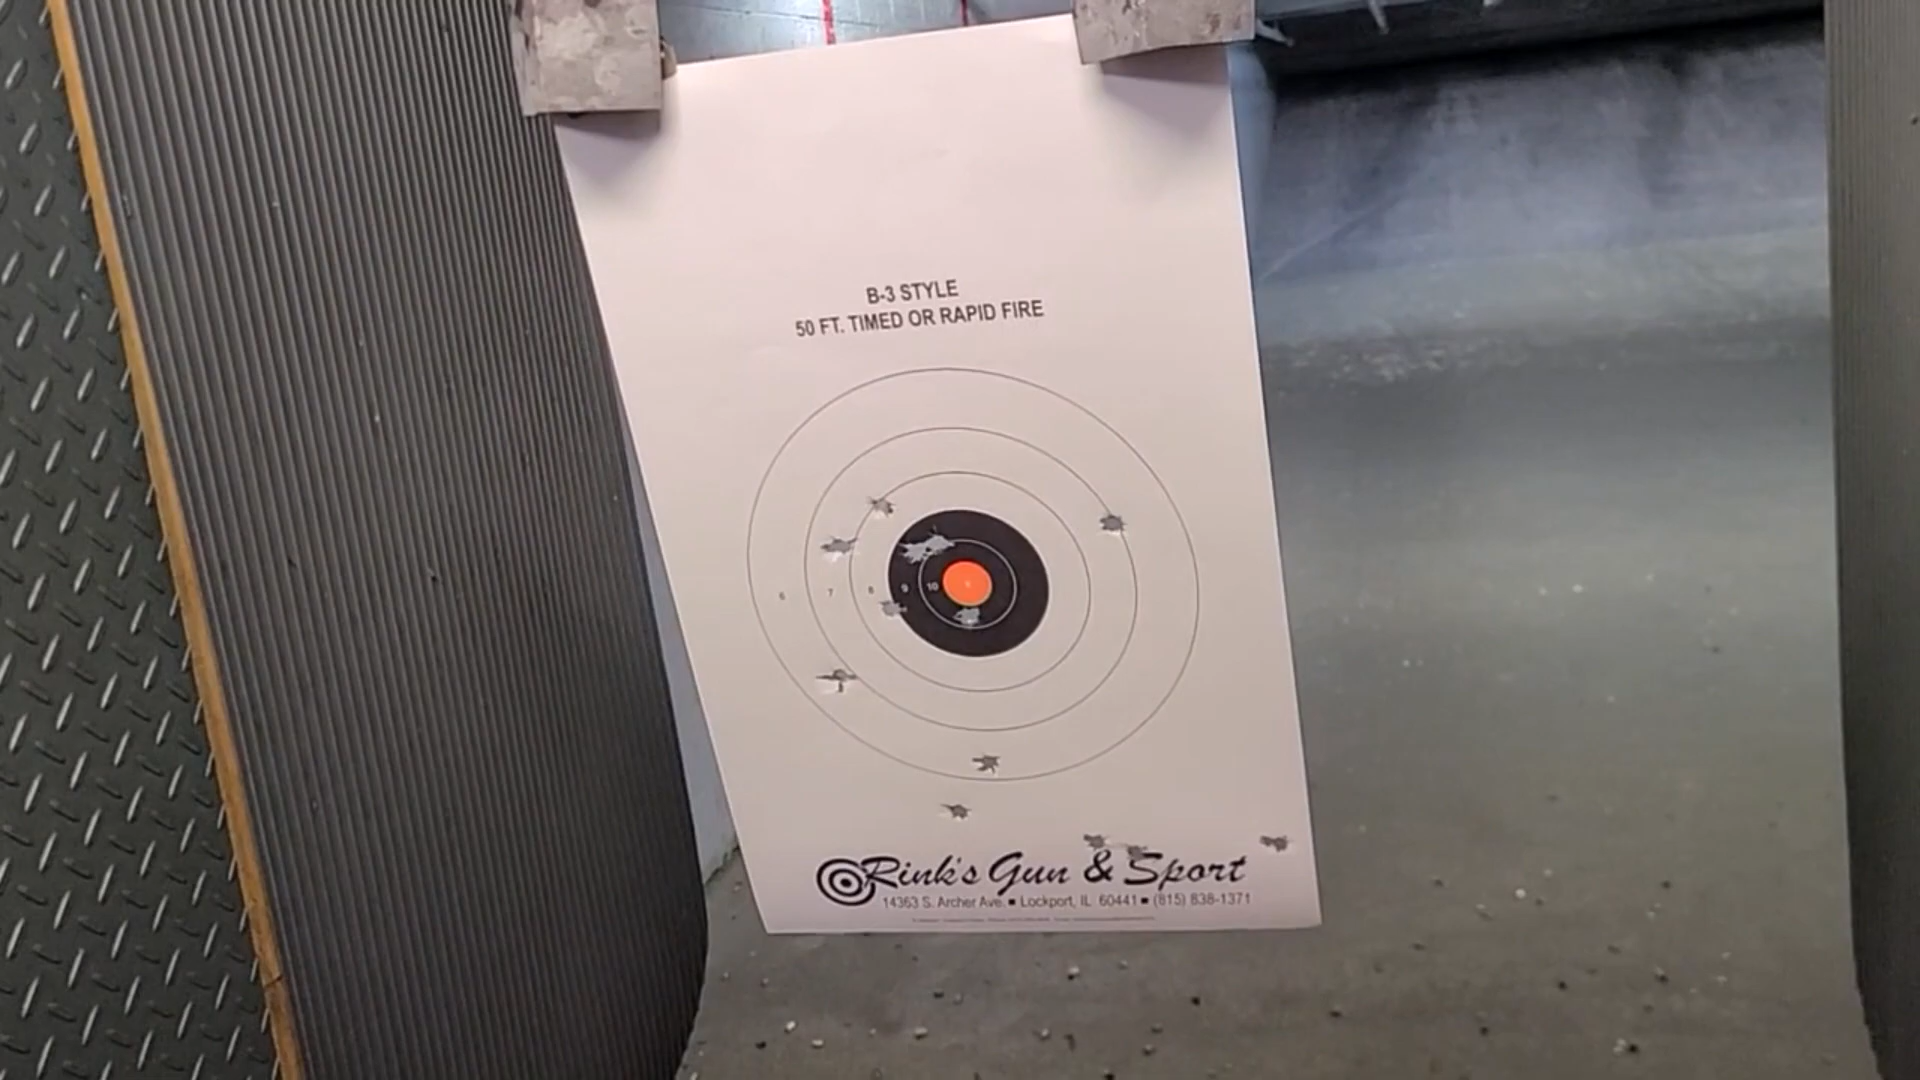 B-3 STYLE
50 FT. TIMED OR RAPID FIRE
6 7 8 9 10
Rink's Gun & Sport
14363 S. Archer Ave. ■ Lockport, IL 60441 ■ (815) 838-1371